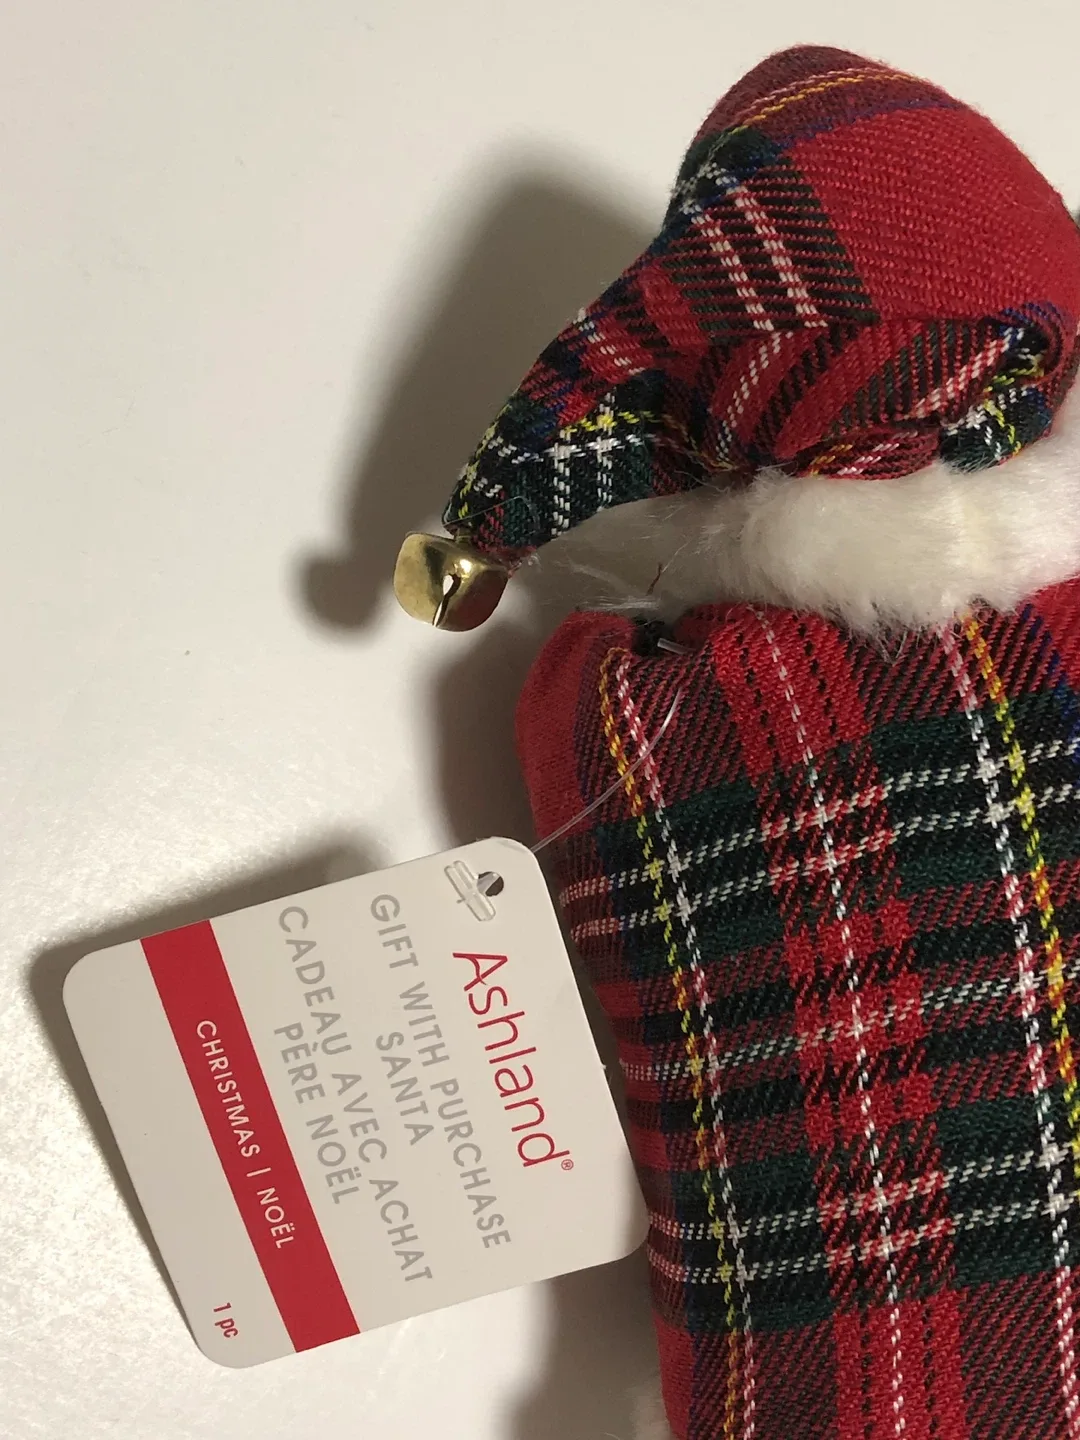 Ashland®
GIFT WITH PURCHASE
SANTA
CADEAU AVEC ACHAT
PÈRE NOËL
CHRISTMAS | NOËL
1 pc